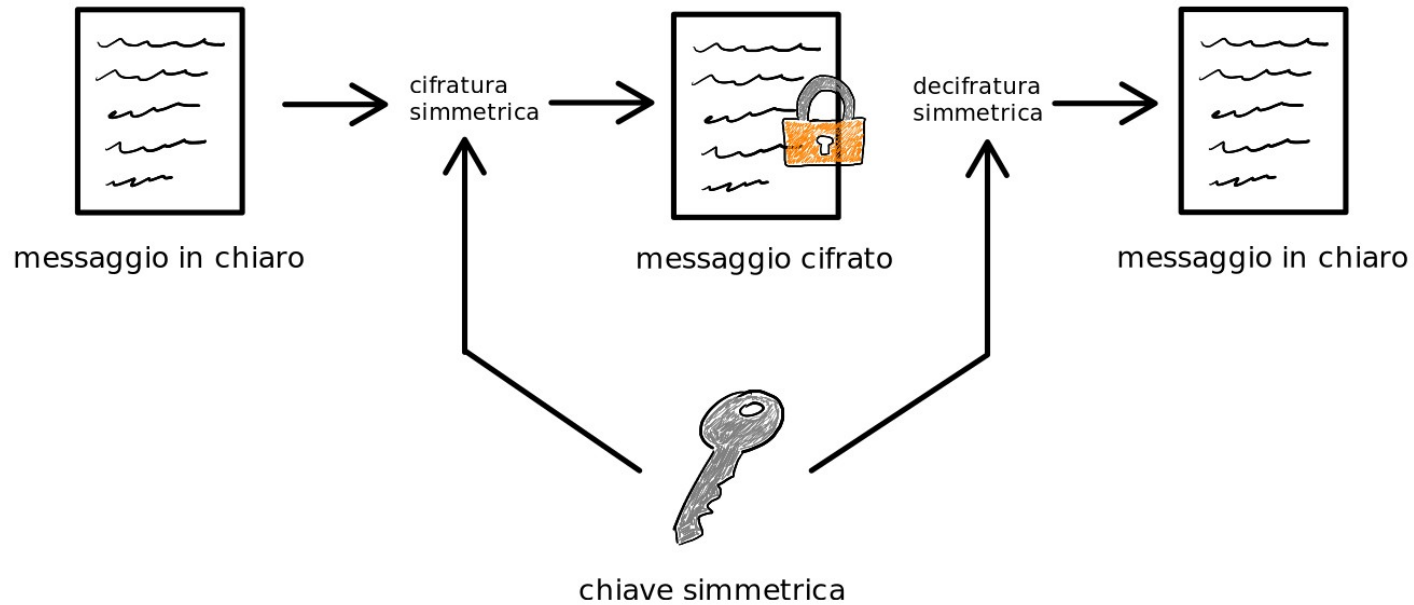 cifratura
simmetrica
decifratura
simmetrica
messaggio in chiaro
messaggio cifrato
messaggio in chiaro
chiave simmetrica